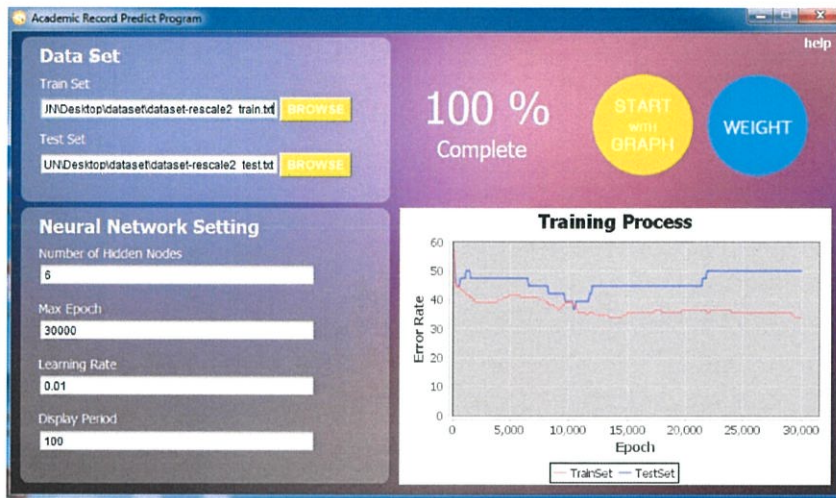 Academic Record Predict Program
help
Data Set
Train Set
JN\Desktop\dataset\dataset-rescale2_train.txt
BROWSE
Test Set
UN\Desktop\dataset\dataset-rescale2_test.txt
BROWSE
100 %
Complete
START
WITH
GRAPH
WEIGHT
Neural Network Setting
Number of Hidden Nodes
6
Max Epoch
30000
Learning Rate
0.01
Display Period
100
Training Process
Error Rate
60
50
40
30
20
10
0
0 5,000 10,000 15,000 20,000 25,000 30,000
Epoch
TrainSet TestSet